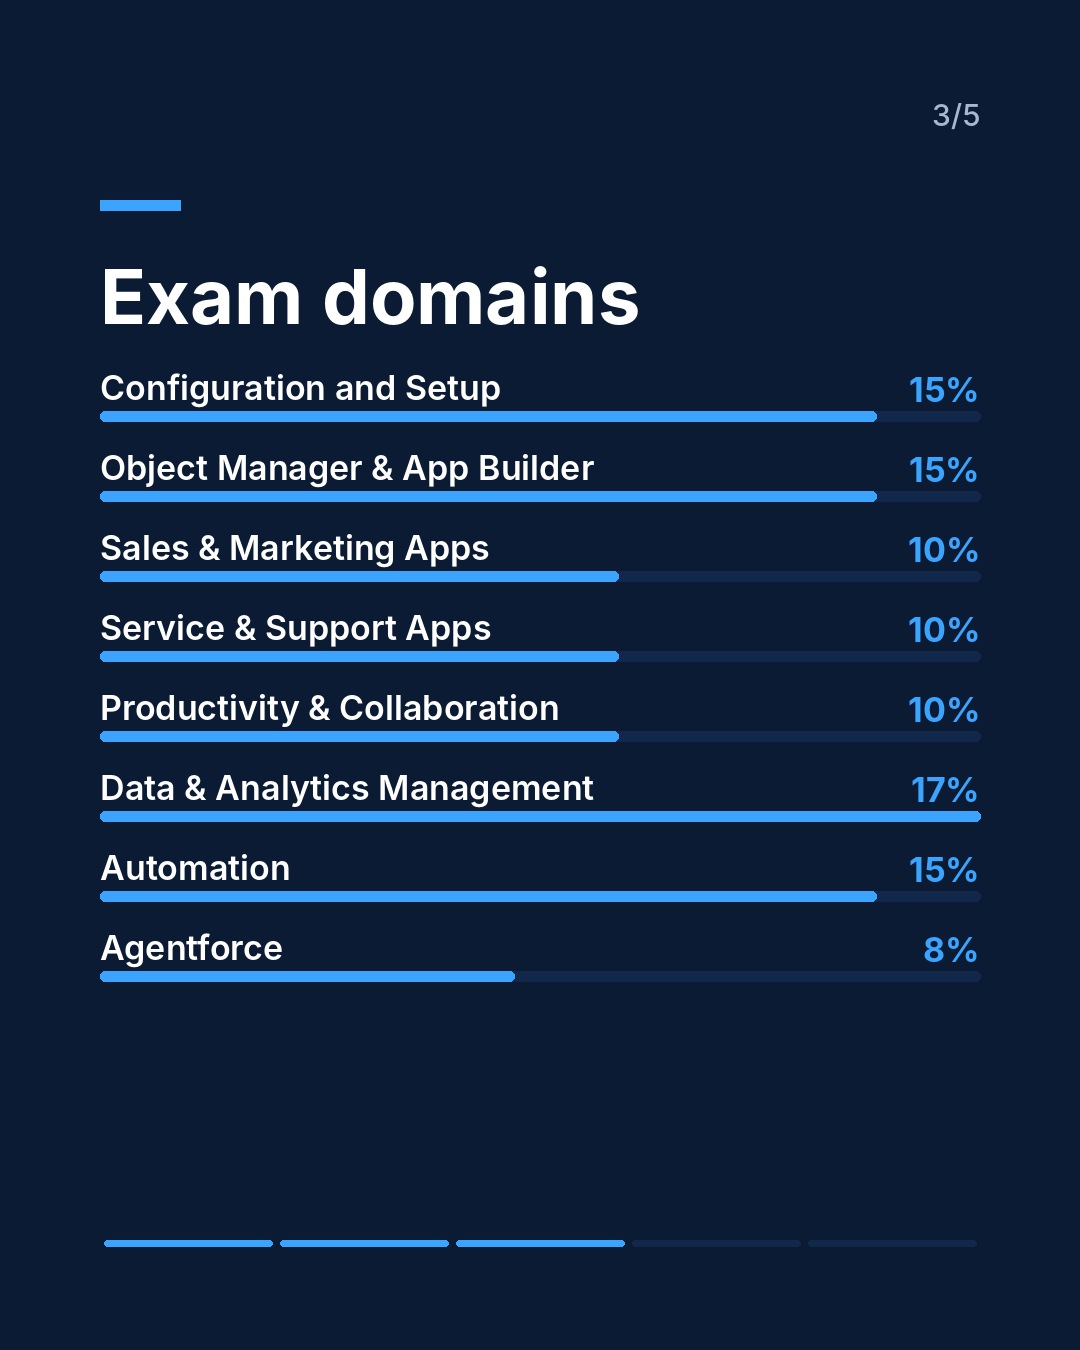 3/5
Exam domains
Configuration and Setup 15%
Object Manager & App Builder 15%
Sales & Marketing Apps 10%
Service & Support Apps 10%
Productivity & Collaboration 10%
Data & Analytics Management 17%
Automation 15%
Agentforce 8%